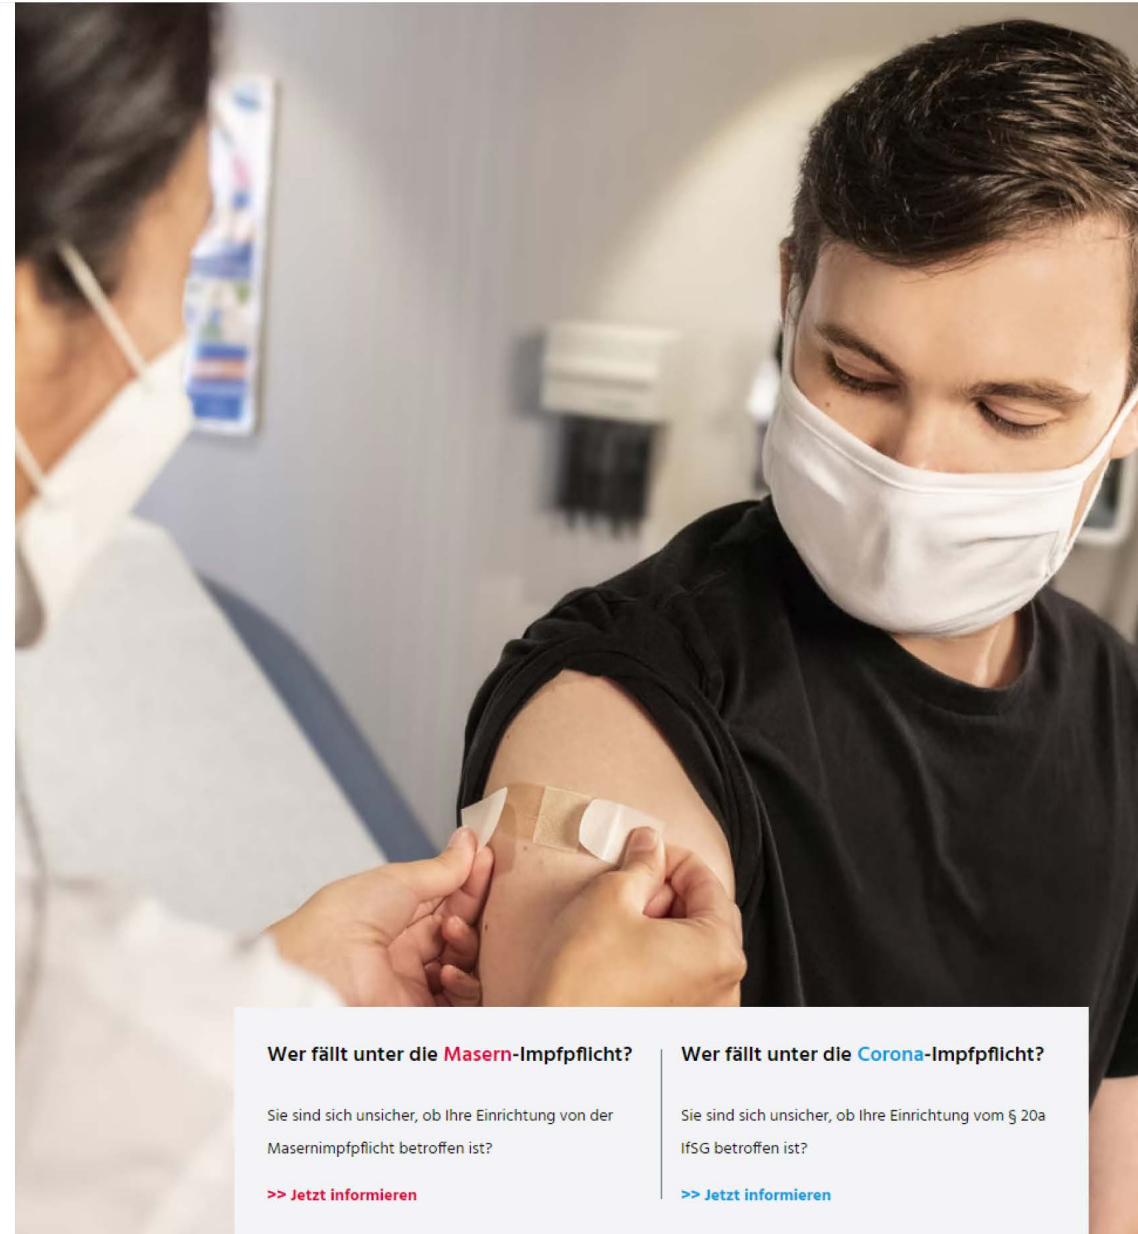 Wer fällt unter die Masern-Impfpflicht?
Sie sind sich unsicher, ob Ihre Einrichtung von der
Masernimpfpflicht betroffen ist?
>> Jetzt informieren
Wer fällt unter die Corona-Impfpflicht?
Sie sind sich unsicher, ob Ihre Einrichtung vom § 20a
IfSG betroffen ist?
>> Jetzt informieren